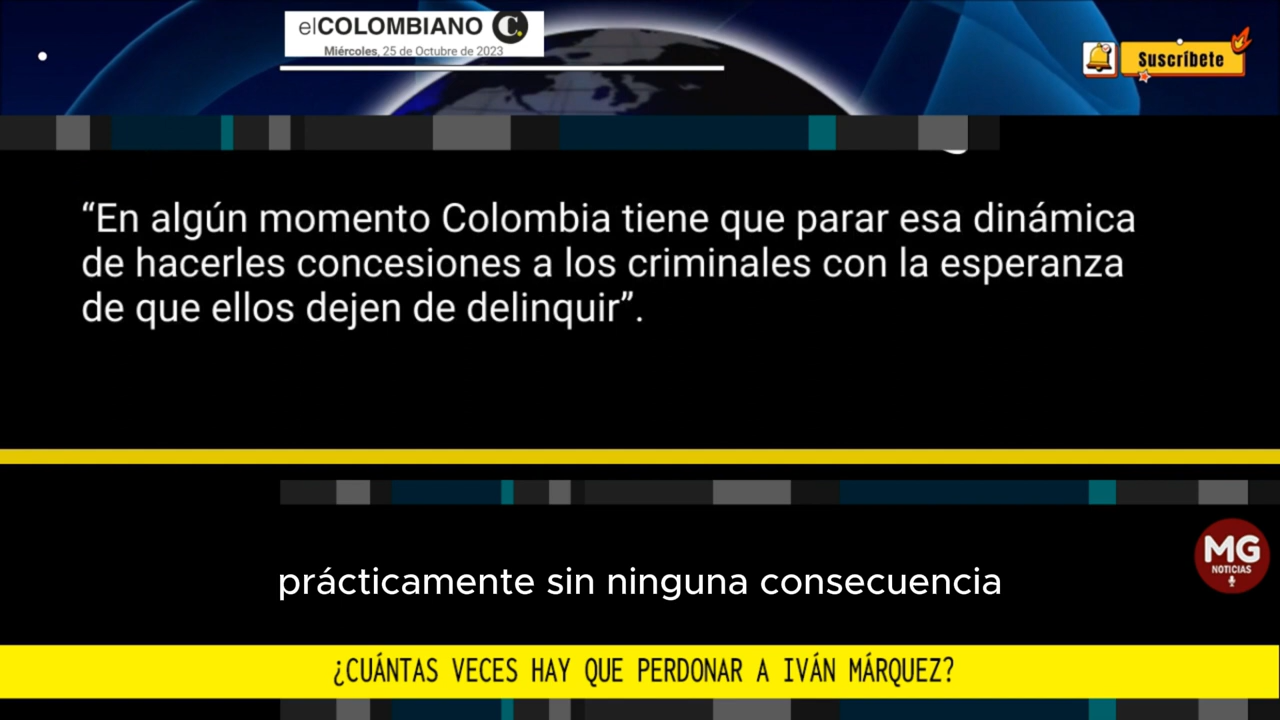 elCOLOMBIANO C.
Miércoles, 25 de Octubre de 2023
Suscríbete
“En algún momento Colombia tiene que parar esa dinámica
de hacerles concesiones a los criminales con la esperanza
de que ellos dejen de delinquir”.
MG
NOTICIAS
prácticamente sin ninguna consecuencia
¿CUÁNTAS VECES HAY QUE PERDONAR A IVÁN MÁRQUEZ?